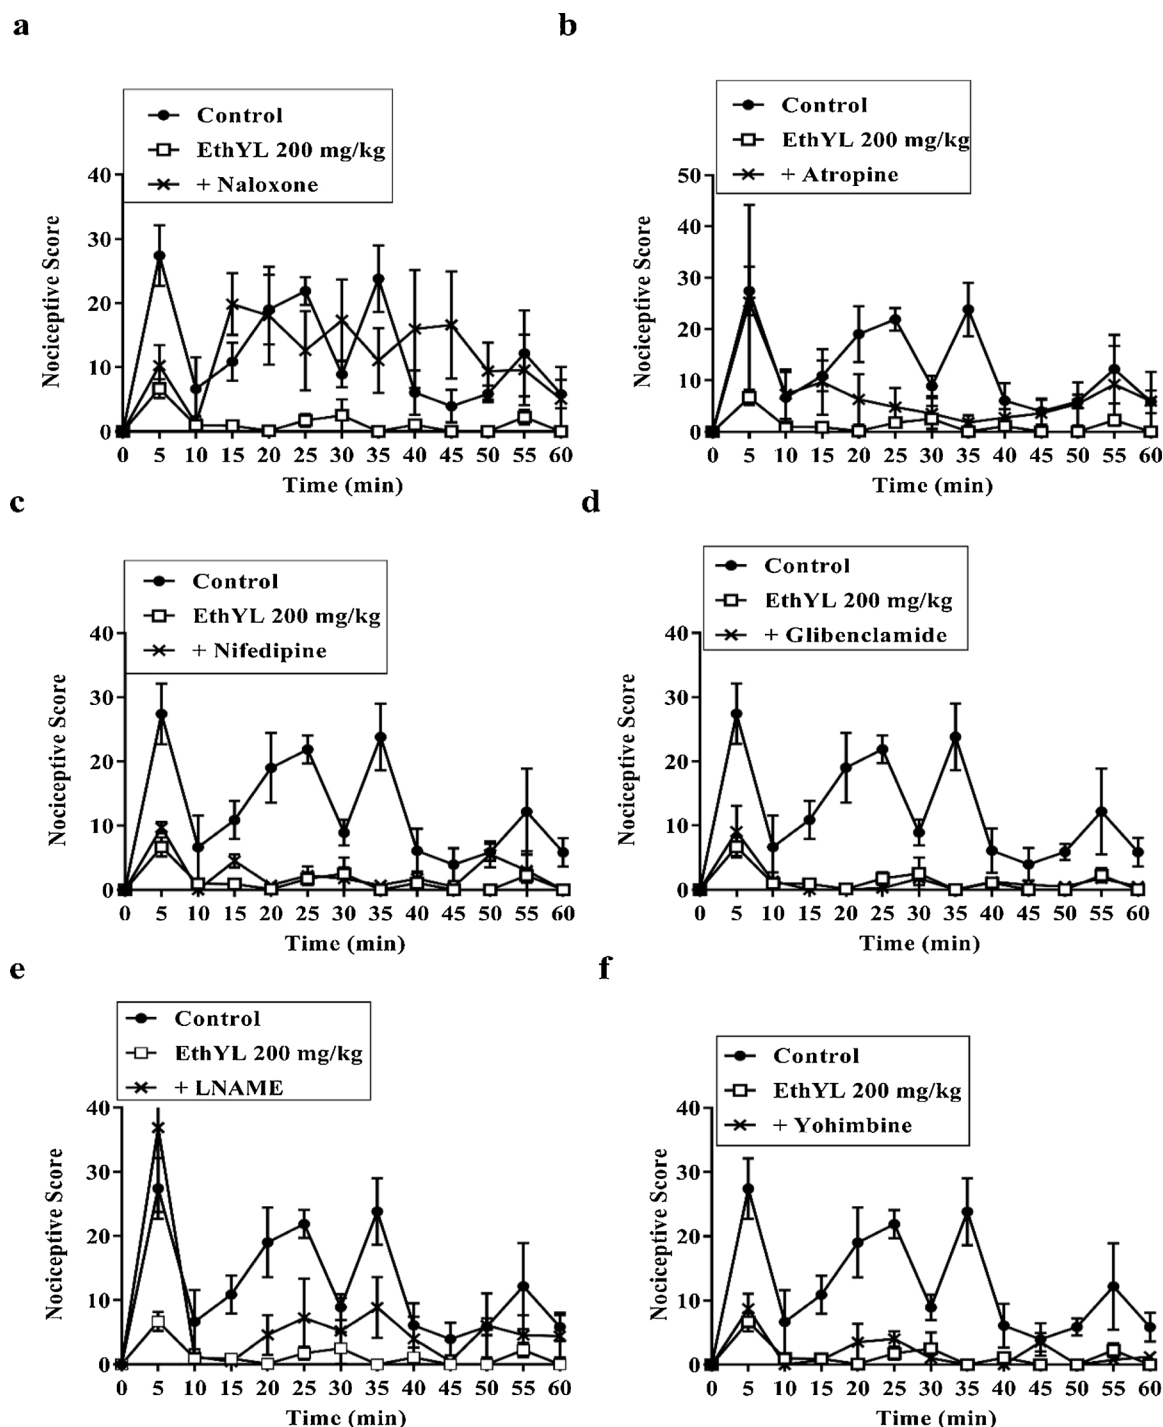 a
Control
EthYL 200 mg/kg
+ Naloxone
Nociceptive Score
40
30
20
10
0
0 5 10 15 20 25 30 35 40 45 50 55 60
Time (min)
b
Control
EthYL 200 mg/kg
+ Atropine
Nociceptive Score
50
40
30
20
10
0
0 5 10 15 20 25 30 35 40 45 50 55 60
Time (min)
c
Control
EthYL 200 mg/kg
+ Nifedipine
Nociceptive Score
40
30
20
10
0
0 5 10 15 20 25 30 35 40 45 50 55 60
Time (min)
d
Control
EthYL 200 mg/kg
+ Glibenclamide
Nociceptive Score
40
30
20
10
0
0 5 10 15 20 25 30 35 40 45 50 55 60
Time (min)
e
Control
EthYL 200 mg/kg
+ LNAME
Nociceptive Score
40
30
20
10
0
0 5 10 15 20 25 30 35 40 45 50 55 60
Time (min)
f
Control
EthYL 200 mg/kg
+ Yohimbine
Nociceptive Score
40
30
20
10
0
0 5 10 15 20 25 30 35 40 45 50 55 60
Time (min)